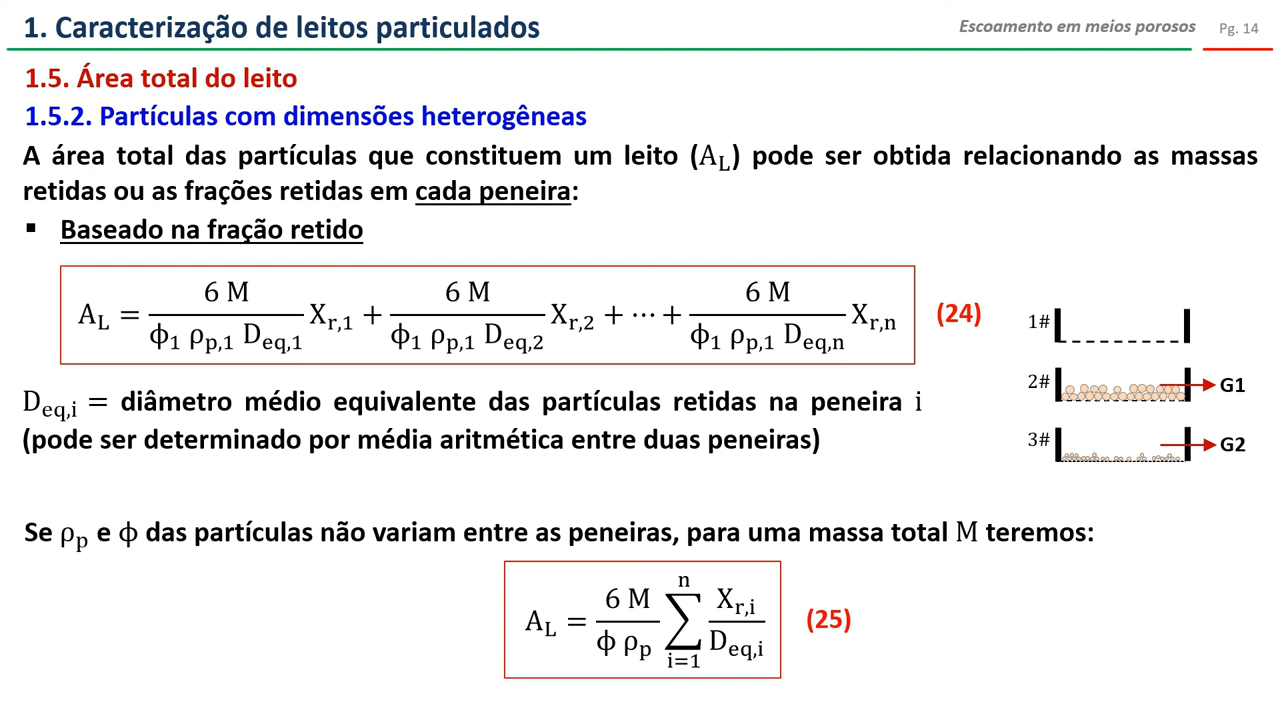 1. Caracterização de leitos particulados
Escoamento em meios porosos Pg. 14
1.5. Área total do leito
1.5.2. Partículas com dimensões heterogêneas
A área total das partículas que constituem um leito (A_L) pode ser obtida relacionando as massas
retidas ou as frações retidas em cada peneira:
▪ Baseado na fração retido
A_L = (6 M)/(ϕ_1 ρ_p,1 D_eq,1) X_r,1 + (6 M)/(ϕ_1 ρ_p,1 D_eq,2) X_r,2 + ⋯ + (6 M)/(ϕ_1 ρ_p,1 D_eq,n) X_r,n (24)
1#
2# G1
3# G2
D_eq,i = diâmetro médio equivalente das partículas retidas na peneira i
(pode ser determinado por média aritmética entre duas peneiras)
Se ρ_p e ϕ das partículas não variam entre as peneiras, para uma massa total M teremos:
A_L = (6 M)/(ϕ ρ_p) ∑_{i=1}^{n} X_r,i/D_eq,i (25)